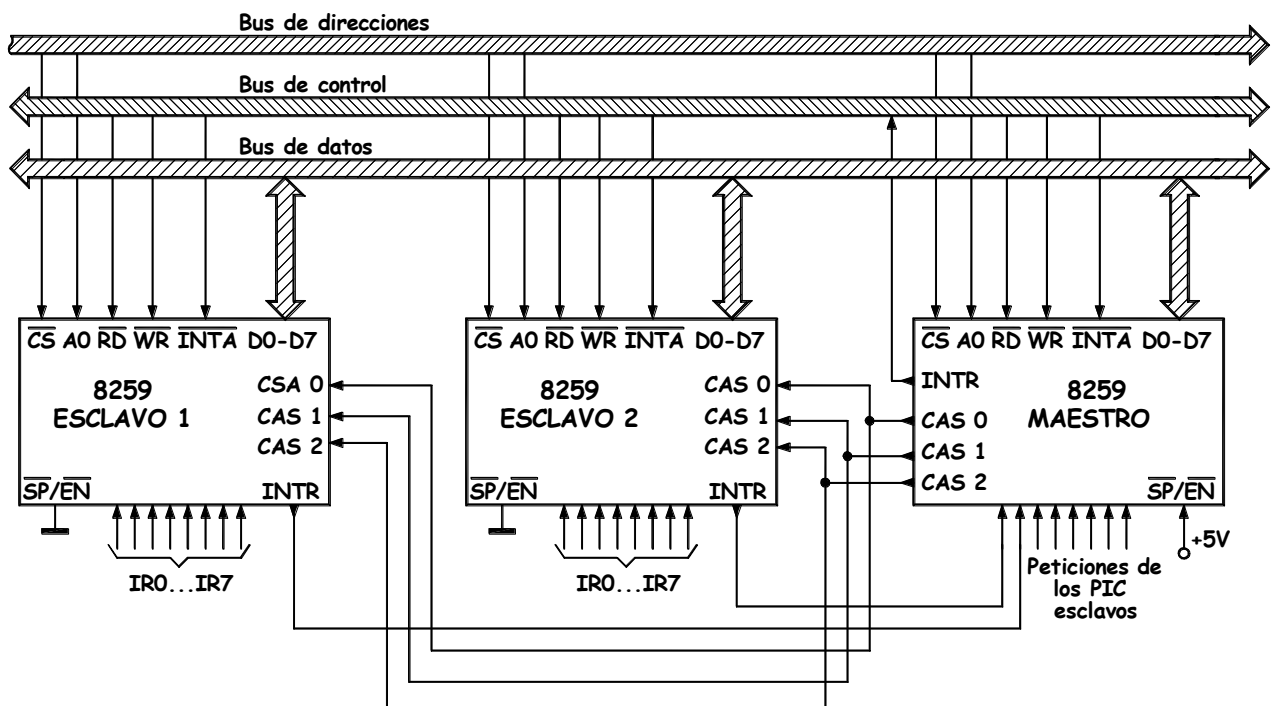 Bus de direcciones
Bus de control
Bus de datos
CS A0 RD WR INTA D0-D7
8259
ESCLAVO 1
CSA 0
CAS 1
CAS 2
SP/EN
INTR
IR0...IR7
CS A0 RD WR INTA D0-D7
8259
ESCLAVO 2
CAS 0
CAS 1
CAS 2
SP/EN
INTR
IR0...IR7
CS A0 RD WR INTA D0-D7
INTR
8259
MAESTRO
CAS 0
CAS 1
CAS 2
SP/EN
+5V
Peticiones de
los PIC
esclavos